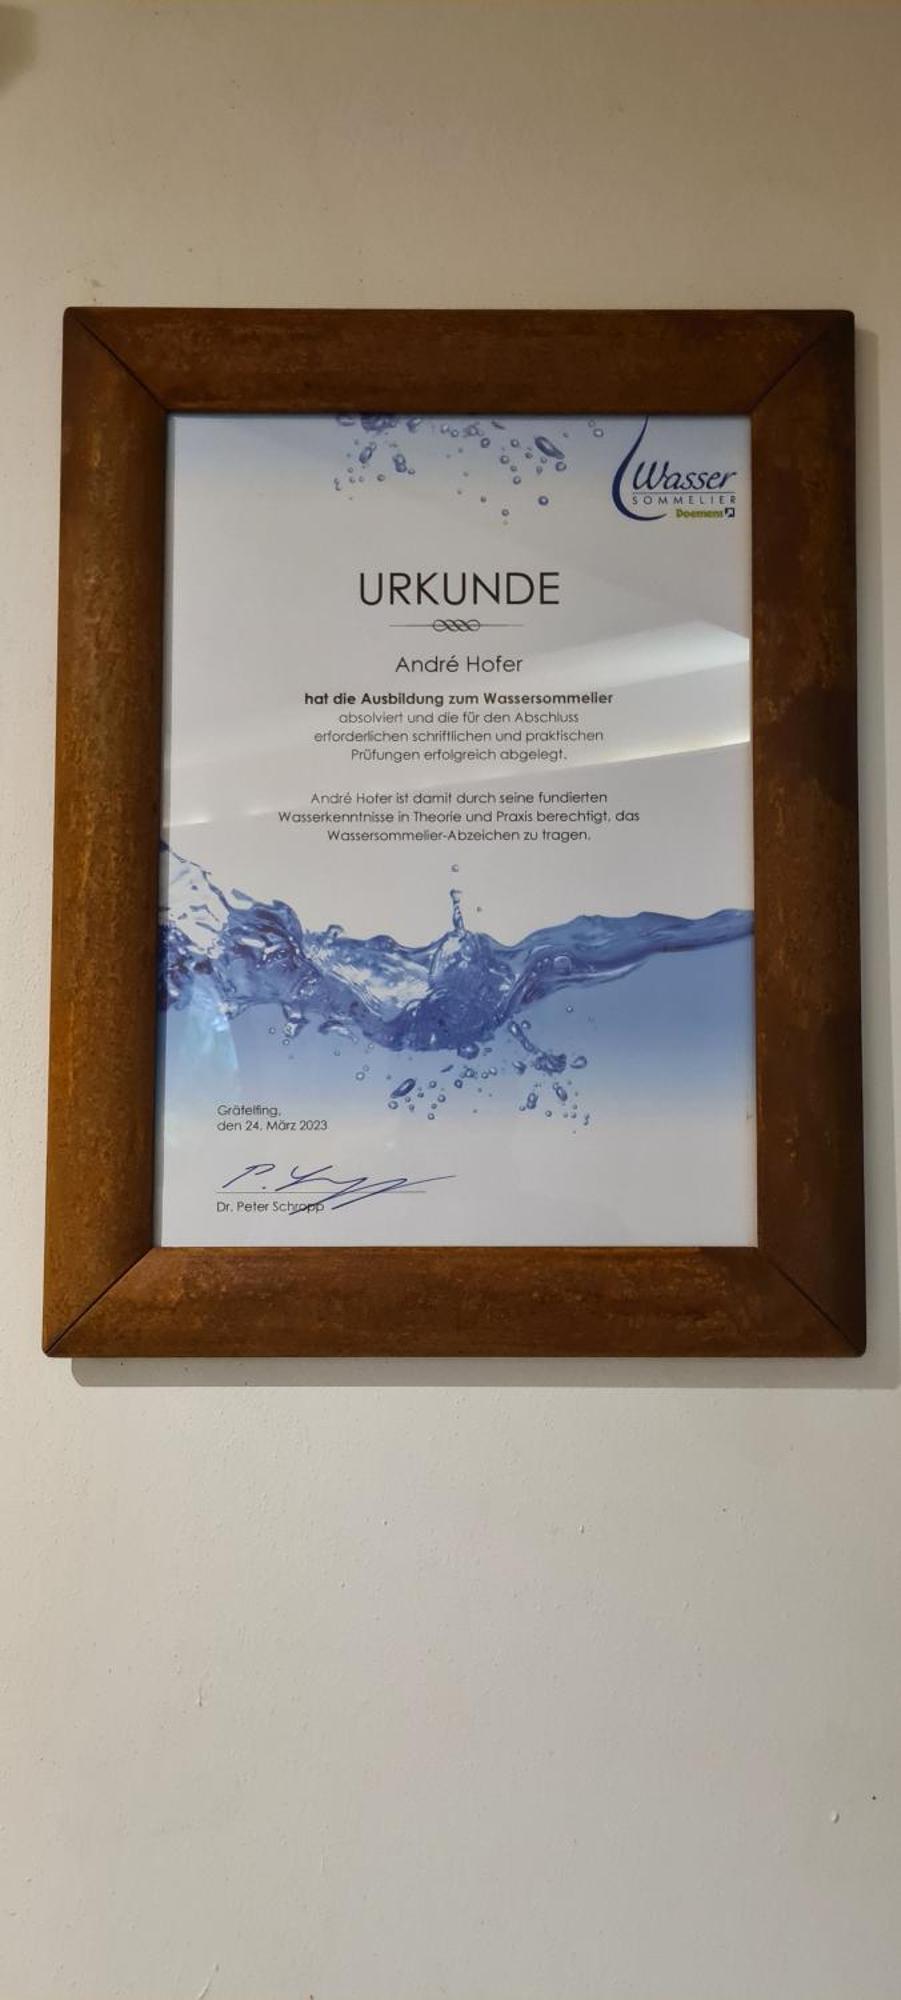 Wasser
SOMMELIER
Doemens
URKUNDE
André Hofer
hat die Ausbildung zum Wassersommelier
absolviert und die für den Abschluss
erforderlichen schriftlichen und praktischen
Prüfungen erfolgreich abgelegt.
André Hofer ist damit durch seine fundierten
Wasserkenntnisse in Theorie und Praxis berechtigt, das
Wassersommelier-Abzeichen zu tragen.
Gräfelfing,
den 24. März 2023
Dr. Peter Schropp